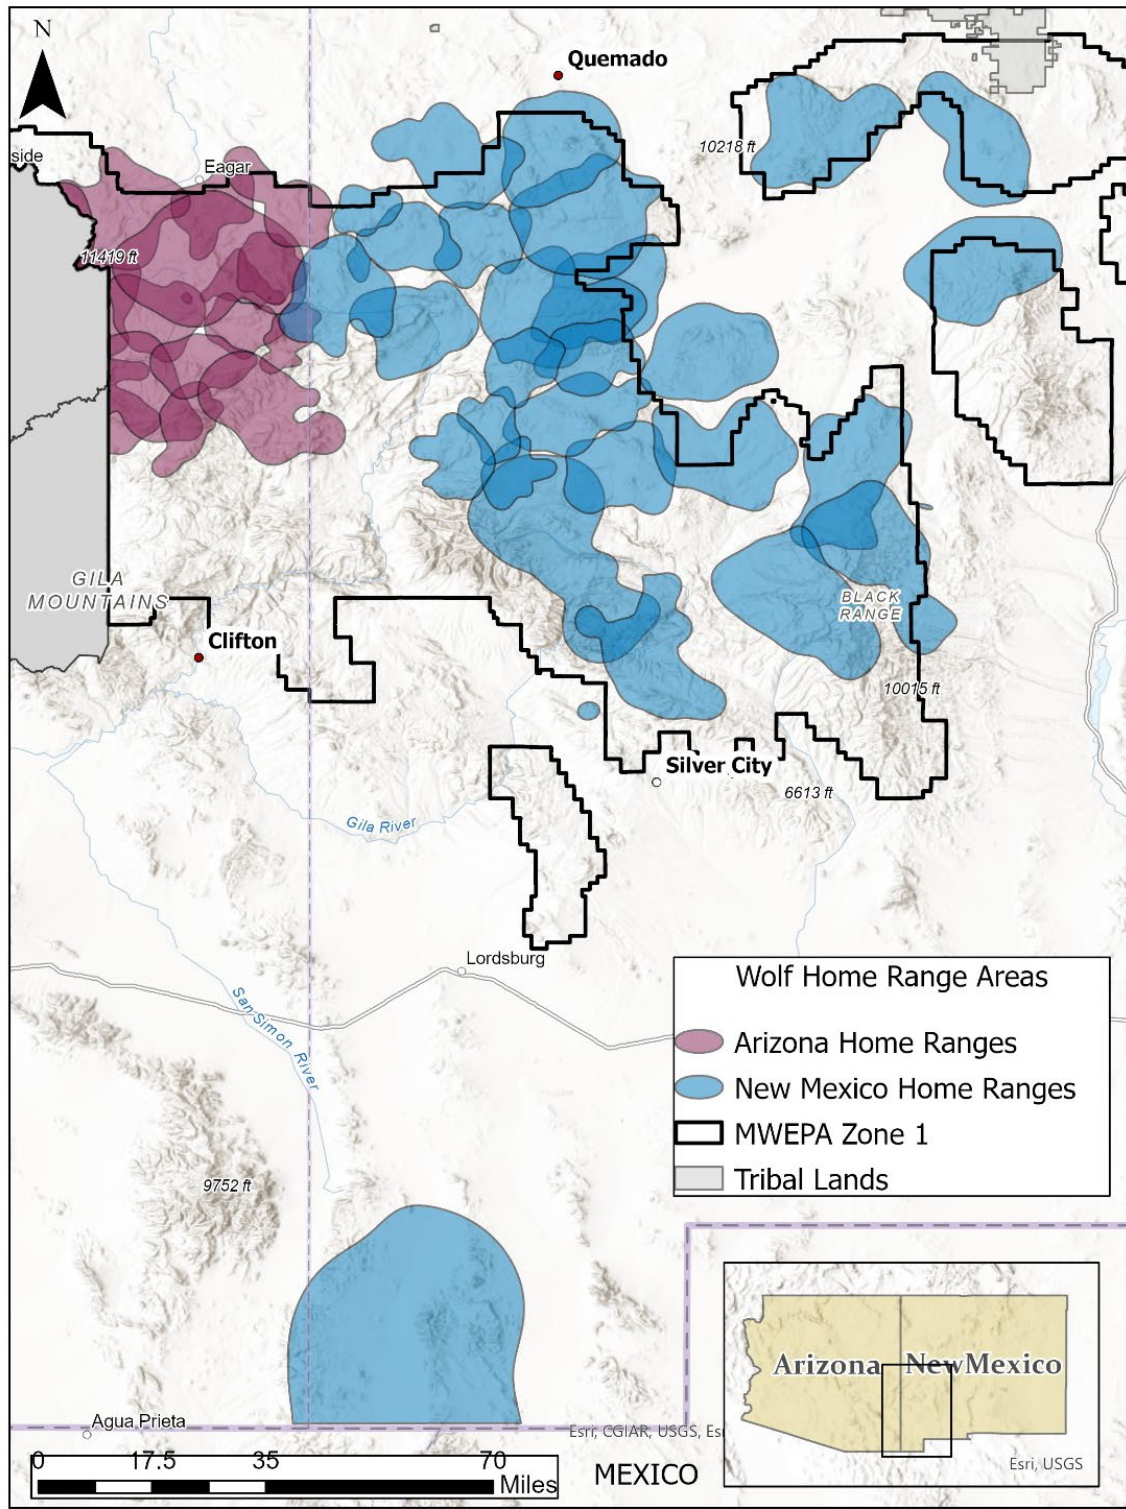 N
Quemado
side
Eagar
10218 ft
11419 ft
GILA
MOUNTAINS
BLACK
RANGE
Clifton
10015 ft
Silver City
6613 ft
Gila River
Lordsburg
San Simon River
Wolf Home Range Areas
Arizona Home Ranges
New Mexico Home Ranges
MWEPA Zone 1
Tribal Lands
9752 ft
Arizona
NewMexico
Agua Prieta
Esri, CGIAR, USGS, Esri
Esri, USGS
0 17.5 35 70
Miles
MEXICO